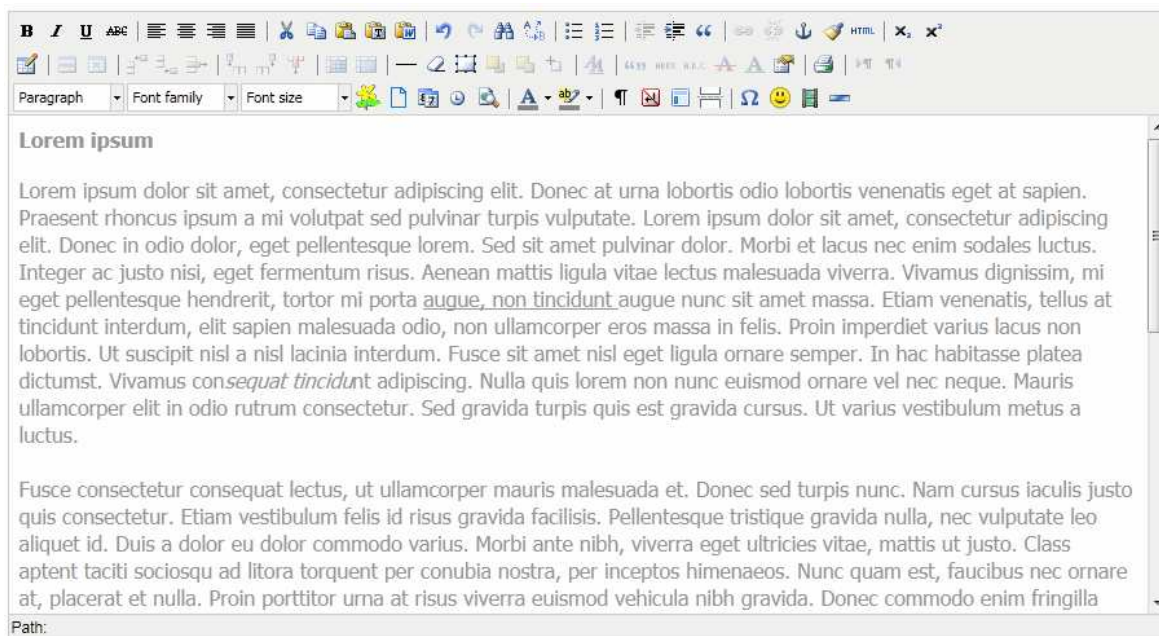 B I U ABC HTML X₂ X²
Paragraph Font family Font size
Lorem ipsum
Lorem ipsum dolor sit amet, consectetur adipiscing elit. Donec at urna lobortis odio lobortis venenatis eget at sapien.
Praesent rhoncus ipsum a mi volutpat sed pulvinar turpis vulputate. Lorem ipsum dolor sit amet, consectetur adipiscing
elit. Donec in odio dolor, eget pellentesque lorem. Sed sit amet pulvinar dolor. Morbi et lacus nec enim sodales luctus.
Integer ac justo nisi, eget fermentum risus. Aenean mattis ligula vitae lectus malesuada viverra. Vivamus dignissim, mi
eget pellentesque hendrerit, tortor mi porta augue, non tincidunt augue nunc sit amet massa. Etiam venenatis, tellus at
tincidunt interdum, elit sapien malesuada odio, non ullamcorper eros massa in felis. Proin imperdiet varius lacus non
lobortis. Ut suscipit nisl a nisl lacinia interdum. Fusce sit amet nisl eget ligula ornare semper. In hac habitasse platea
dictumst. Vivamus consequat tincidunt adipiscing. Nulla quis lorem non nunc euismod ornare vel nec neque. Mauris
ullamcorper elit in odio rutrum consectetur. Sed gravida turpis quis est gravida cursus. Ut varius vestibulum metus a
luctus.
Fusce consectetur consequat lectus, ut ullamcorper mauris malesuada et. Donec sed turpis nunc. Nam cursus iaculis justo
quis consectetur. Etiam vestibulum felis id risus gravida facilisis. Pellentesque tristique gravida nulla, nec vulputate leo
aliquet id. Duis a dolor eu dolor commodo varius. Morbi ante nibh, viverra eget ultricies vitae, mattis ut justo. Class
aptent taciti sociosqu ad litora torquent per conubia nostra, per inceptos himenaeos. Nunc quam est, faucibus nec ornare
at, placerat et nulla. Proin porttitor urna at risus viverra euismod vehicula nibh gravida. Donec commodo enim fringilla
Path: